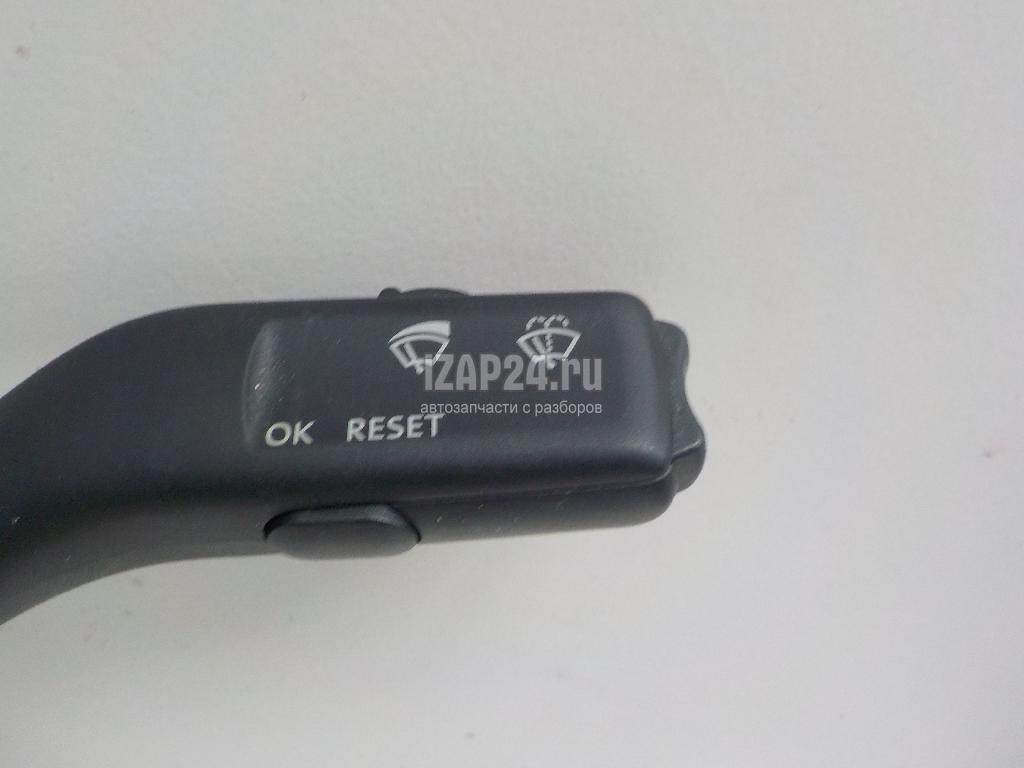 iZAP24.ru
автозапчасти с разборов
OK RESET